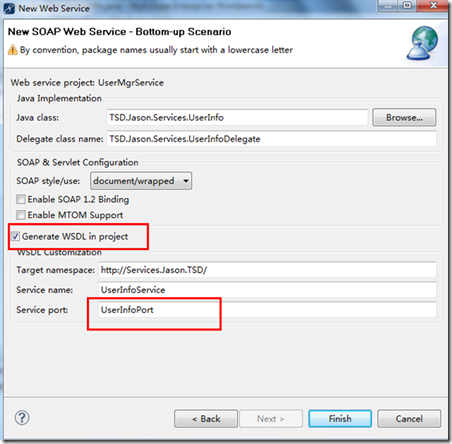 New Web Service
New SOAP Web Service - Bottom-up Scenario
By convention, package names usually start with a lowercase letter
Web service project: UserMgrService
Java Implementation
Java class: TSD.Jason.Services.UserInfo Browse...
Delegate class name: TSD.Jason.Services.UserInfoDelegate
SOAP & Servlet Configuration
SOAP style/use: document/wrapped
Enable SOAP 1.2 Binding
Enable MTOM Support
Generate WSDL in project
WSDL Customization
Target namespace: http://Services.Jason.TSD/
Service name: UserInfoService
Service port: UserInfoPort
? < Back Next > Finish Cancel